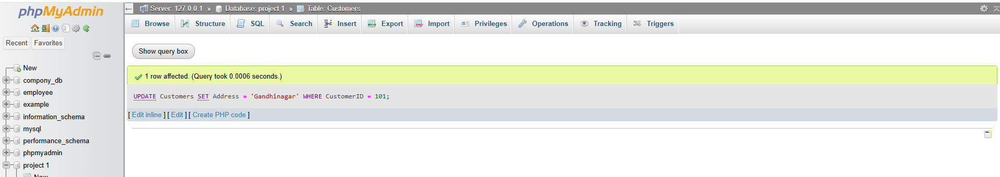 phpMyAdmin
Recent Favorites
New
compony_db
employee
example
information_schema
mysql
performance_schema
phpmyadmin
project 1
New
Server: 127.0.0.1 » Database: project 1 » Table: Customers
Browse Structure SQL Search Insert Export Import Privileges Operations Tracking Triggers
Show query box
1 row affected. (Query took 0.0006 seconds.)
UPDATE Customers SET Address = 'Gandhinagar' WHERE CustomerID = 101;
[ Edit inline ] [ Edit ] [ Create PHP code ]